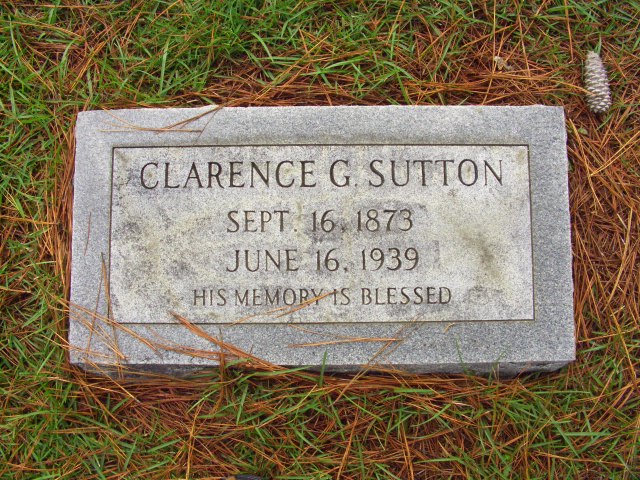 CLARENCE G. SUTTON
SEPT. 16, 1873
JUNE 16, 1939
HIS MEMORY IS BLESSED